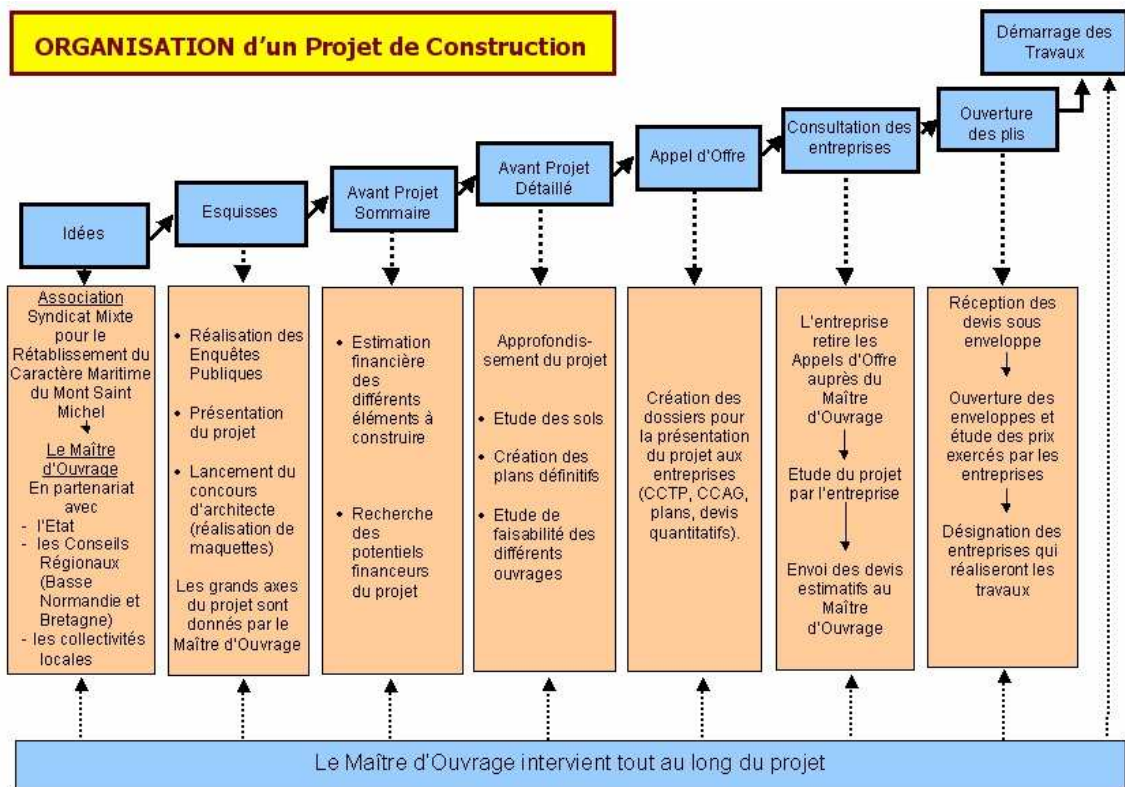 ORGANISATION d'un Projet de Construction
Démarrage des
Travaux
Ouverture
des plis
Consultation des
entreprises
Appel d'Offre
Avant Projet
Détaillé
Avant Projet
Sommaire
Esquisses
Idées
Association
Syndicat Mixte
pour le
Rétablissement du
Caractère Maritime
du Mont Saint
Michel
Le Maître
d'Ouvrage
En partenariat
avec
- l'Etat
- les Conseils
Régionaux
(Basse
Normandie et
Bretagne)
- les collectivités
locales
• Réalisation des
Enquêtes
Publiques
• Présentation
du projet
• Lancement du
concours
d'architecte
(réalisation de
maquettes)
Les grands axes
du projet sont
donnés par le
Maître d'Ouvrage
• Estimation
financière
des
différents
éléments à
construire
• Recherche
des
potentiels
financeurs
du projet
Approfondis-
sement du projet
• Etude des sols
• Création des
plans définitifs
• Etude de
faisabilité des
différents
ouvrages
Création des
dossiers pour
la présentation
du projet aux
entreprises
(CCTP, CCAG,
plans, devis
quantitatifs).
L'entreprise
retire les
Appels d'Offre
auprès du
Maître
d'Ouvrage
Etude du projet
par l'entreprise
Envoi des devis
estimatifs au
Maître
d'Ouvrage
Réception des
devis sous
enveloppe
Ouverture des
enveloppes et
étude des prix
exercés par les
entreprises
Désignation des
entreprises qui
réaliseront les
travaux
Le Maître d'Ouvrage intervient tout au long du projet